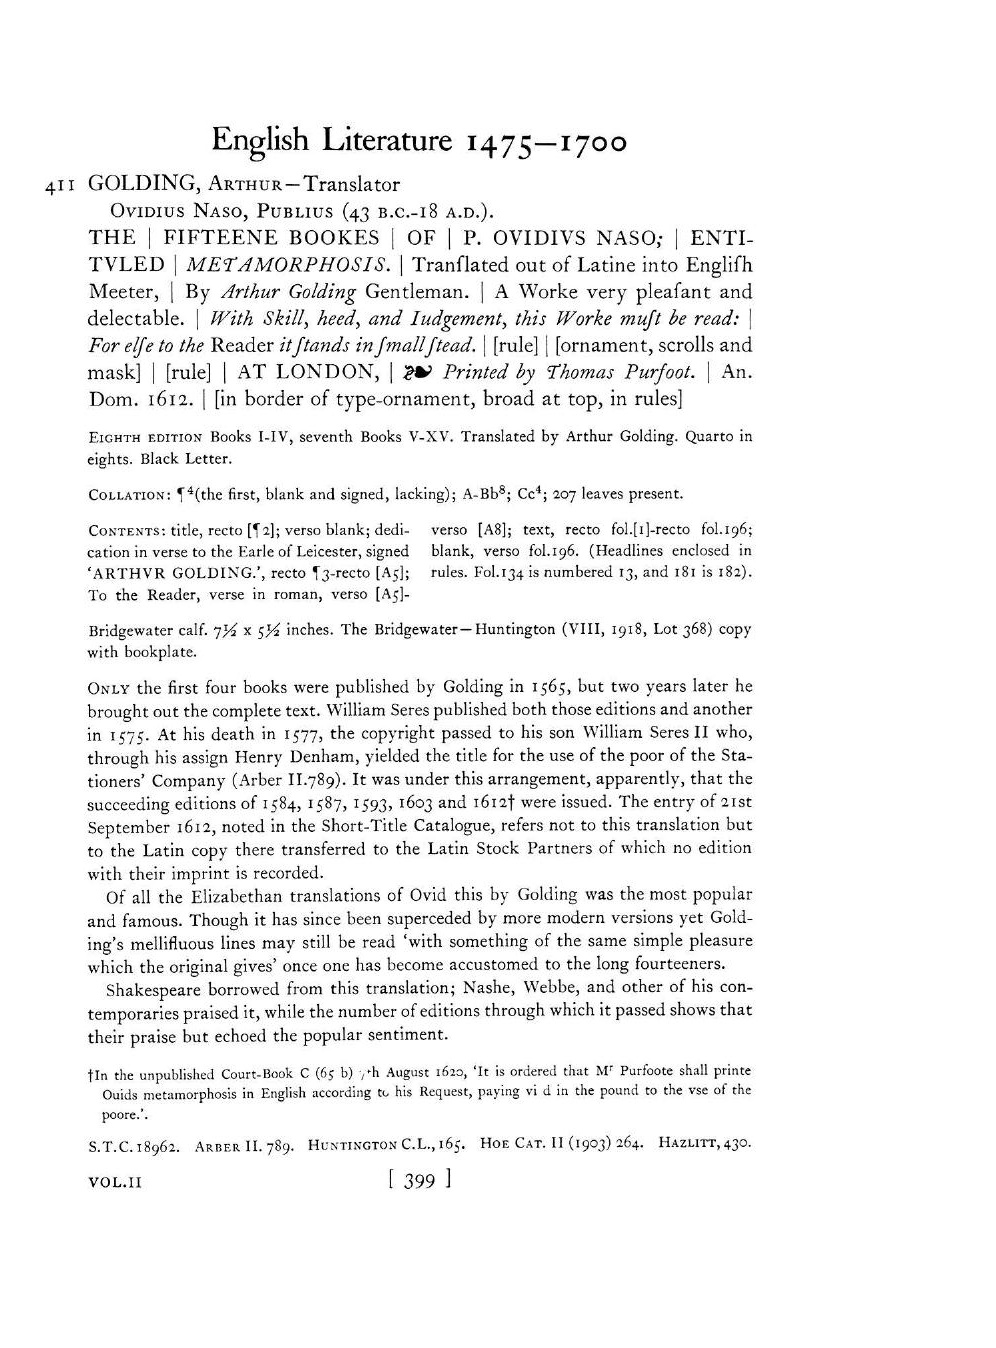 English Literature 1475—1700
411 GOLDING, ARTHUR—Translator
OVIDIUS NASO, PUBLIUS (43 B.C.-18 A.D.).
THE | FIFTEENE BOOKES | OF | P. OVIDIVS NASO; | ENTI-
TVLED | METAMORPHOSIS. | Tranſlated out of Latine into Engliſh
Meeter, | By Arthur Golding Gentleman. | A Worke very pleaſant and
delectable. | With Skill, heed, and Iudgement, this Worke muſt be read: |
For elſe to the Reader it ſtands in ſmall ſtead. | [rule] | [ornament, scrolls and
mask] | [rule] | AT LONDON, | ❧ Printed by Thomas Purfoot. | An.
Dom. 1612. | [in border of type-ornament, broad at top, in rules]
EIGHTH EDITION Books I-IV, seventh Books V-XV. Translated by Arthur Golding. Quarto in
eights. Black Letter.
COLLATION: ¶⁴(the first, blank and signed, lacking); A-Bb⁸; Cc⁴; 207 leaves present.
CONTENTS: title, recto [¶2]; verso blank; dedi-
cation in verse to the Earle of Leicester, signed
‘ARTHVR GOLDING.’, recto ¶3-recto [A5];
To the Reader, verse in roman, verso [A5]-
verso [A8]; text, recto fol.[1]-recto fol.196;
blank, verso fol.196. (Headlines enclosed in
rules. Fol.134 is numbered 13, and 181 is 182).
Bridgewater calf. 7½ x 5½ inches. The Bridgewater—Huntington (VIII, 1918, Lot 368) copy
with bookplate.
ONLY the first four books were published by Golding in 1565, but two years later he
brought out the complete text. William Seres published both those editions and another
in 1575. At his death in 1577, the copyright passed to his son William Seres II who,
through his assign Henry Denham, yielded the title for the use of the poor of the Sta-
tioners’ Company (Arber II.789). It was under this arrangement, apparently, that the
succeeding editions of 1584, 1587, 1593, 1603 and 1612† were issued. The entry of 21st
September 1612, noted in the Short-Title Catalogue, refers not to this translation but
to the Latin copy there transferred to the Latin Stock Partners of which no edition
with their imprint is recorded.
Of all the Elizabethan translations of Ovid this by Golding was the most popular
and famous. Though it has since been superceded by more modern versions yet Gold-
ing’s mellifluous lines may still be read ‘with something of the same simple pleasure
which the original gives’ once one has become accustomed to the long fourteeners.
Shakespeare borrowed from this translation; Nashe, Webbe, and other of his con-
temporaries praised it, while the number of editions through which it passed shows that
their praise but echoed the popular sentiment.
†In the unpublished Court-Book C (65 b) August 1620, ‘It is ordered that Mʳ Purfoote shall printe
Ouids metamorphosis in English according to his Request, paying vi d in the pound to the vse of the
poore.’.
S.T.C. 18962. ARBER II. 789. HUNTINGTON C.L., 165. HOE CAT. II (1903) 264. HAZLITT, 430.
VOL.II [ 399 ]